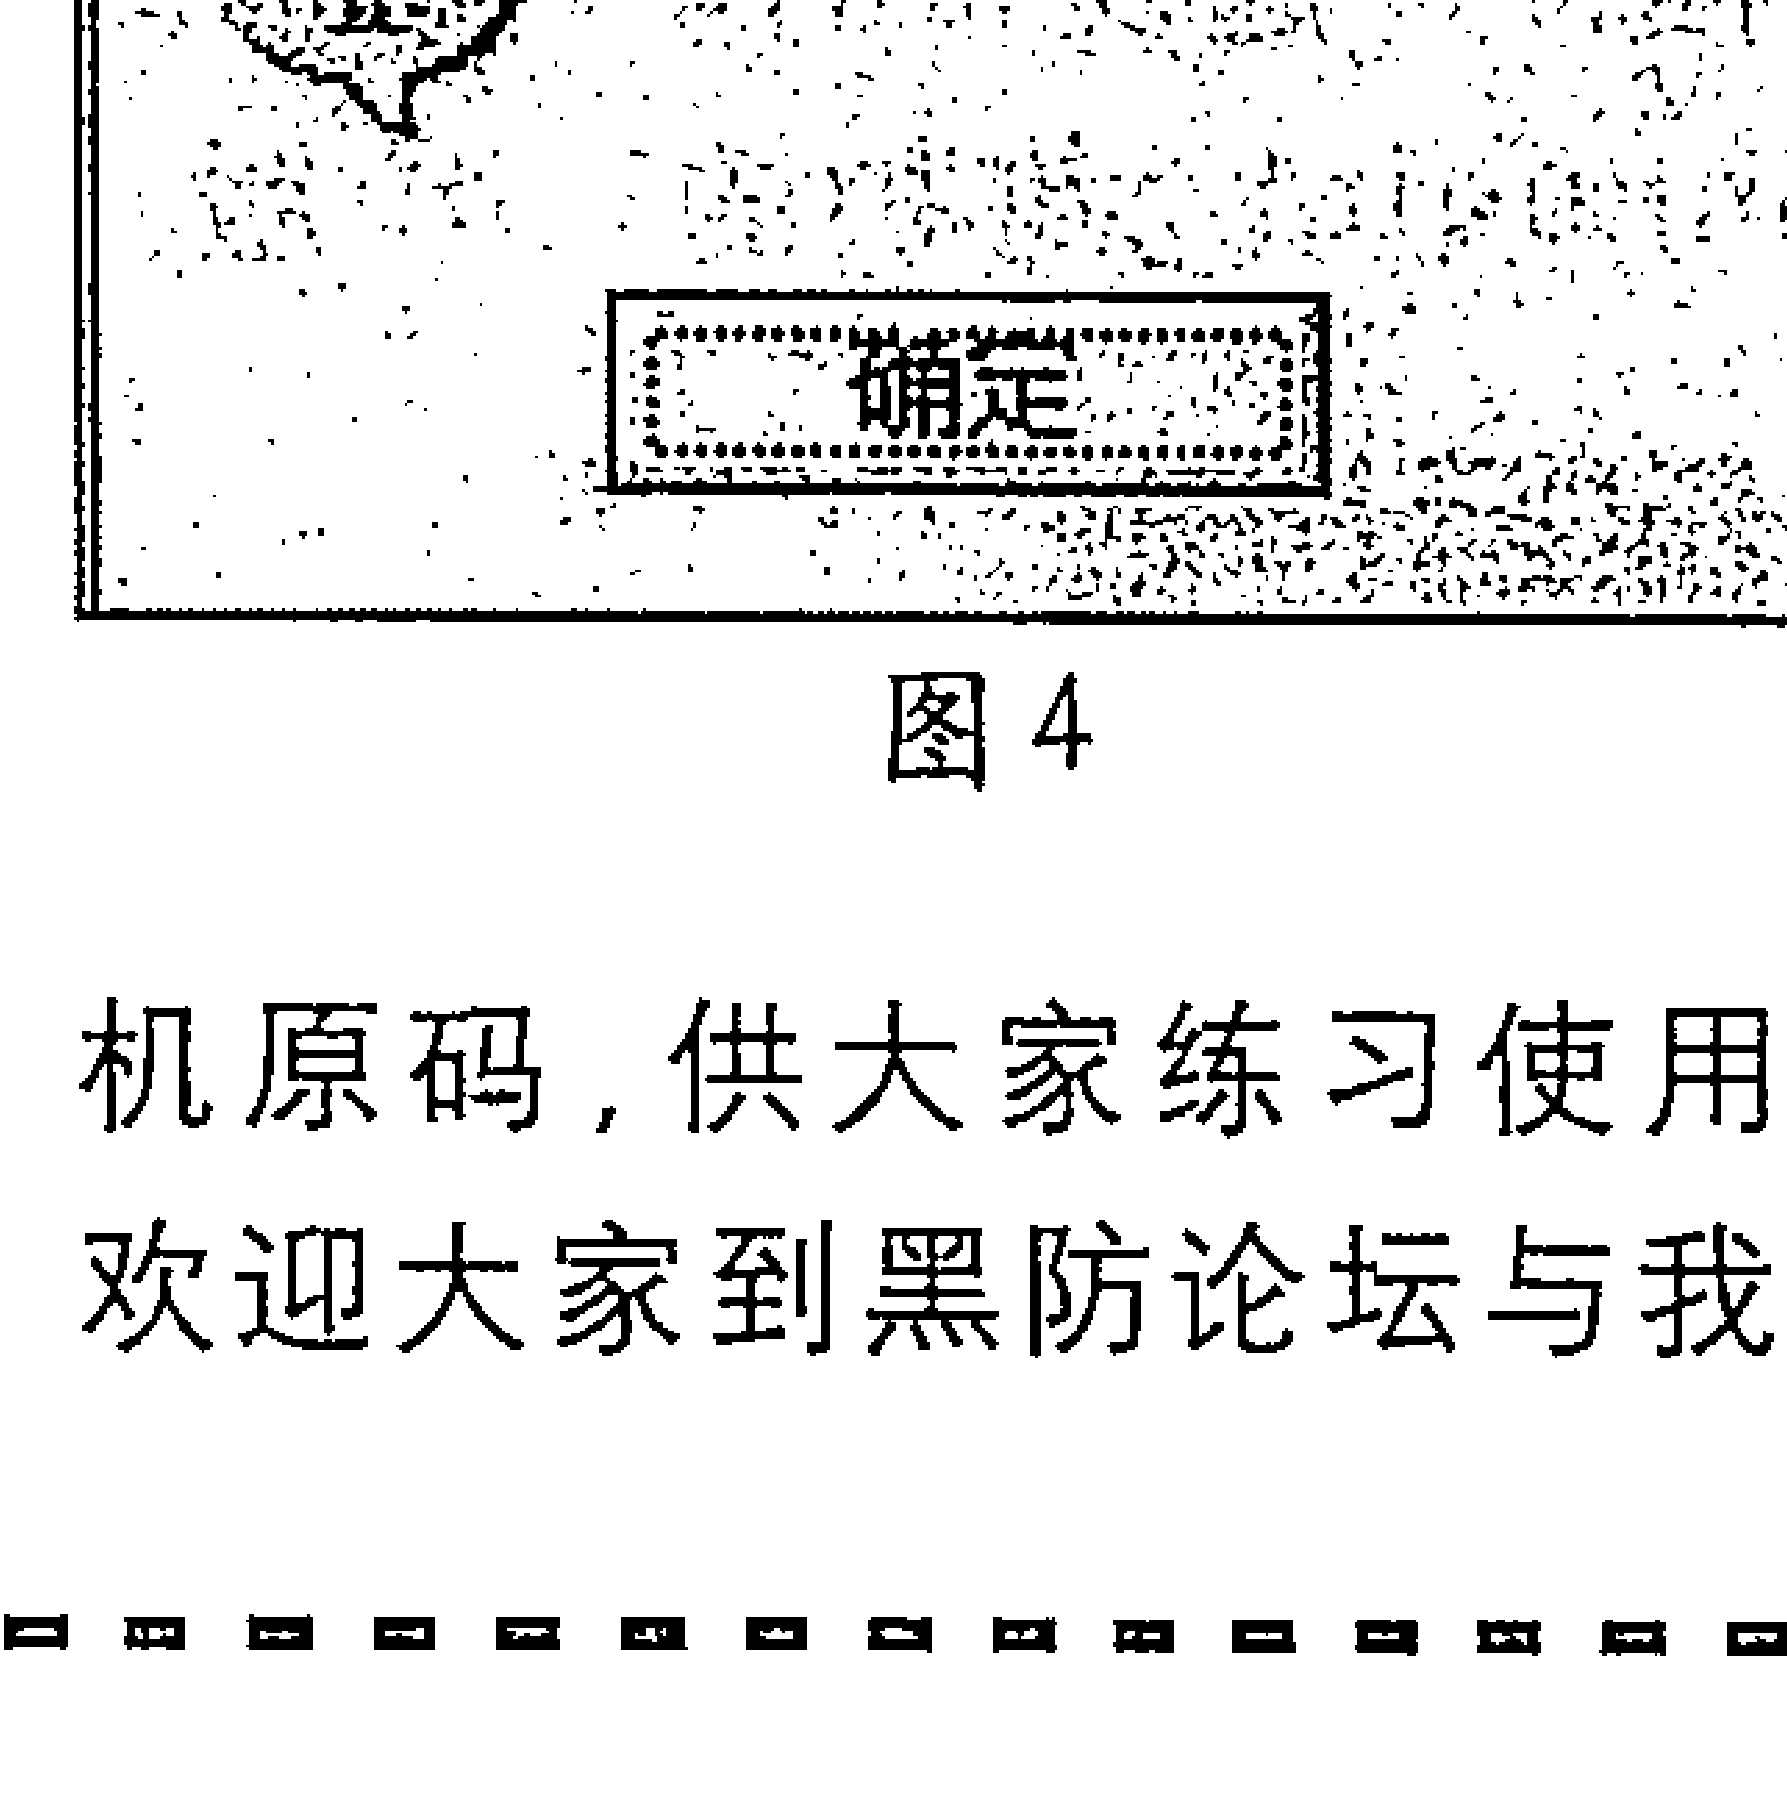 确定
图 4
机原码,供大家练习使用
欢迎大家到黑防论坛与我